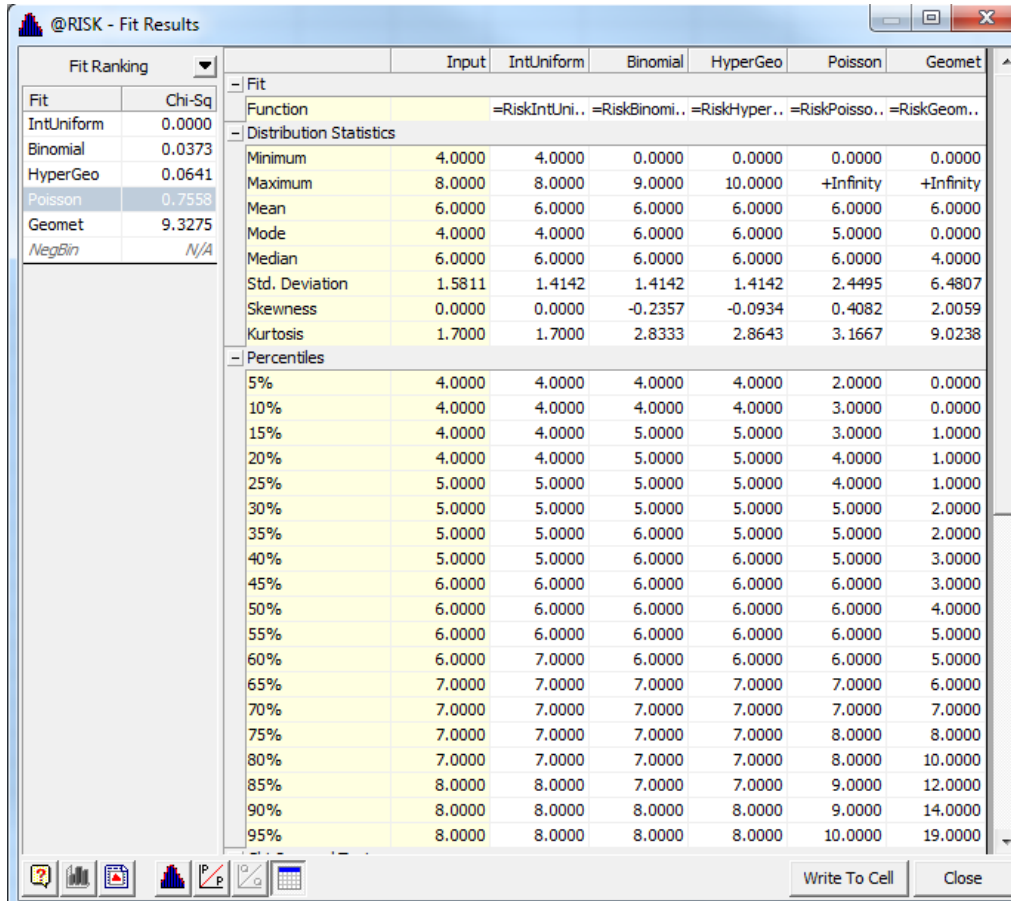 @RISK - Fit Results
Fit Ranking
Fit Chi-Sq
IntUniform 0.0000
Binomial 0.0373
HyperGeo 0.0641
Poisson 0.7558
Geomet 9.3275
NegBin N/A
Input IntUniform Binomial HyperGeo Poisson Geomet
Fit
Function =RiskIntUni.. =RiskBinomi.. =RiskHyper.. =RiskPoisso.. =RiskGeom..
Distribution Statistics
Minimum 4.0000 4.0000 0.0000 0.0000 0.0000 0.0000
Maximum 8.0000 8.0000 9.0000 10.0000 +Infinity +Infinity
Mean 6.0000 6.0000 6.0000 6.0000 6.0000 6.0000
Mode 4.0000 4.0000 6.0000 6.0000 5.0000 0.0000
Median 6.0000 6.0000 6.0000 6.0000 6.0000 4.0000
Std. Deviation 1.5811 1.4142 1.4142 1.4142 2.4495 6.4807
Skewness 0.0000 0.0000 -0.2357 -0.0934 0.4082 2.0059
Kurtosis 1.7000 1.7000 2.8333 2.8643 3.1667 9.0238
Percentiles
5% 4.0000 4.0000 4.0000 4.0000 2.0000 0.0000
10% 4.0000 4.0000 4.0000 4.0000 3.0000 0.0000
15% 4.0000 4.0000 5.0000 5.0000 3.0000 1.0000
20% 4.0000 4.0000 5.0000 5.0000 4.0000 1.0000
25% 5.0000 5.0000 5.0000 5.0000 4.0000 1.0000
30% 5.0000 5.0000 5.0000 5.0000 5.0000 2.0000
35% 5.0000 5.0000 6.0000 5.0000 5.0000 2.0000
40% 5.0000 5.0000 6.0000 6.0000 5.0000 3.0000
45% 6.0000 6.0000 6.0000 6.0000 6.0000 3.0000
50% 6.0000 6.0000 6.0000 6.0000 6.0000 4.0000
55% 6.0000 6.0000 6.0000 6.0000 6.0000 5.0000
60% 6.0000 7.0000 6.0000 6.0000 6.0000 5.0000
65% 7.0000 7.0000 7.0000 7.0000 7.0000 6.0000
70% 7.0000 7.0000 7.0000 7.0000 7.0000 7.0000
75% 7.0000 7.0000 7.0000 7.0000 8.0000 8.0000
80% 7.0000 7.0000 7.0000 7.0000 8.0000 10.0000
85% 8.0000 8.0000 7.0000 7.0000 9.0000 12.0000
90% 8.0000 8.0000 8.0000 8.0000 9.0000 14.0000
95% 8.0000 8.0000 8.0000 8.0000 10.0000 19.0000
Write To Cell Close